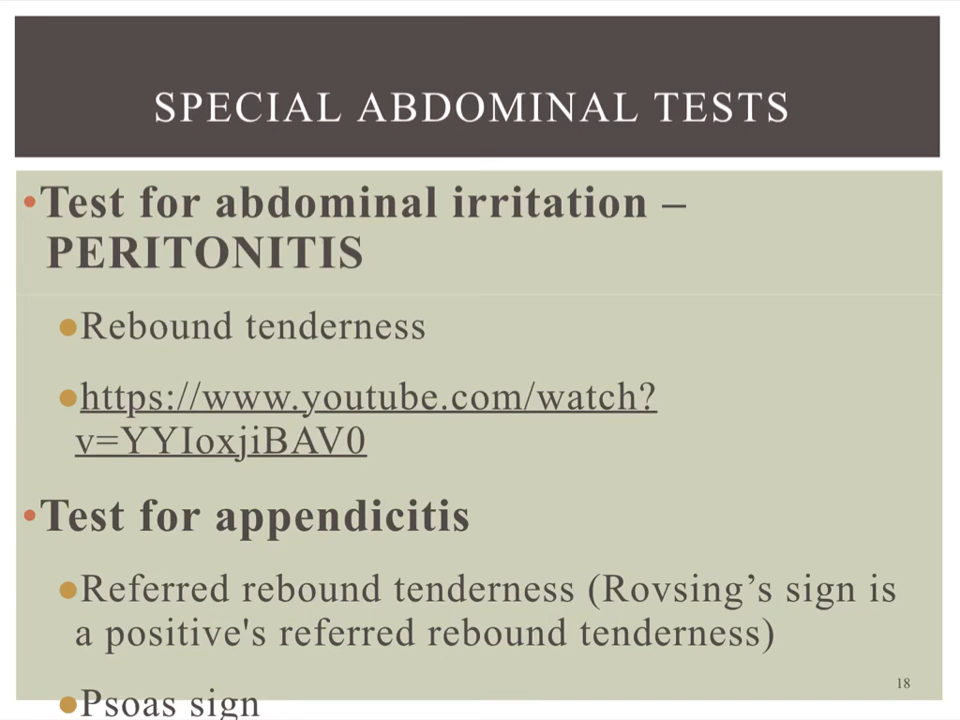 SPECIAL ABDOMINAL TESTS
•Test for abdominal irritation –
PERITONITIS
●Rebound tenderness
●https://www.youtube.com/watch?
v=YYIoxjiBAV0
•Test for appendicitis
●Referred rebound tenderness (Rovsing’s sign is
a positive's referred rebound tenderness)
18
●Psoas sign